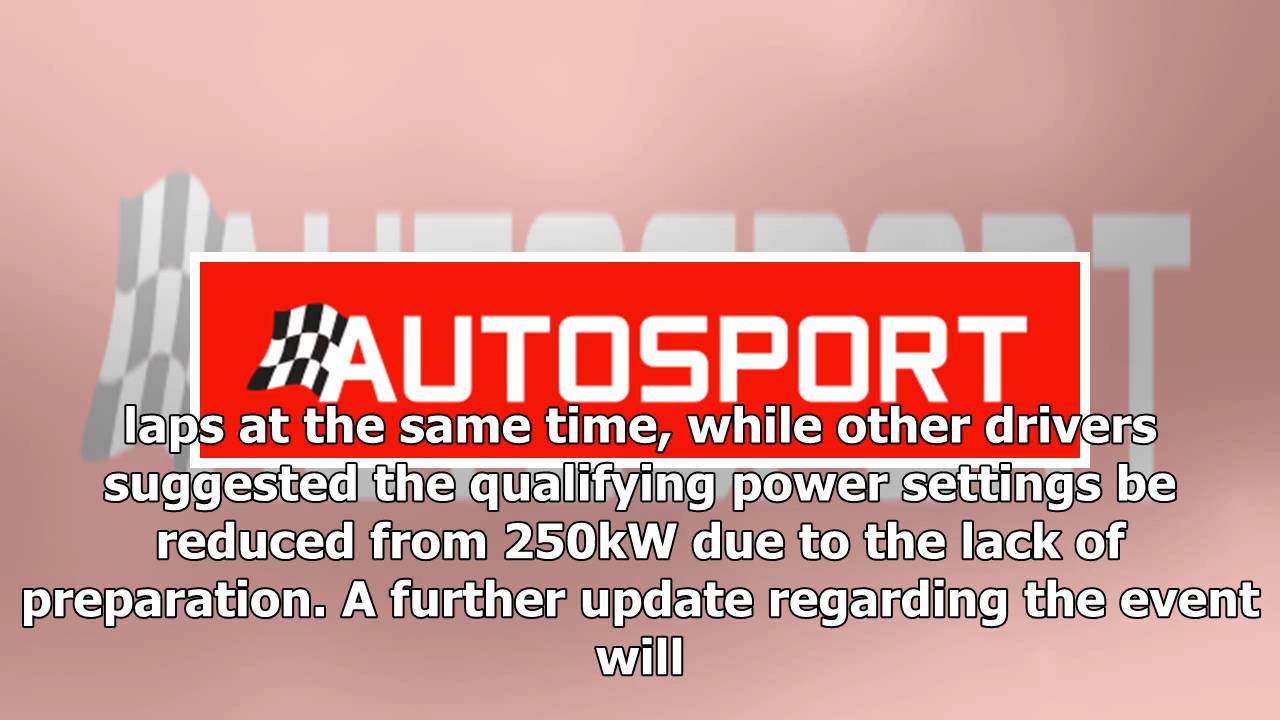 AUTOSPORT
AUTOSPORT
laps at the same time, while other drivers
suggested the qualifying power settings be
reduced from 250kW due to the lack of
preparation. A further update regarding the event
will